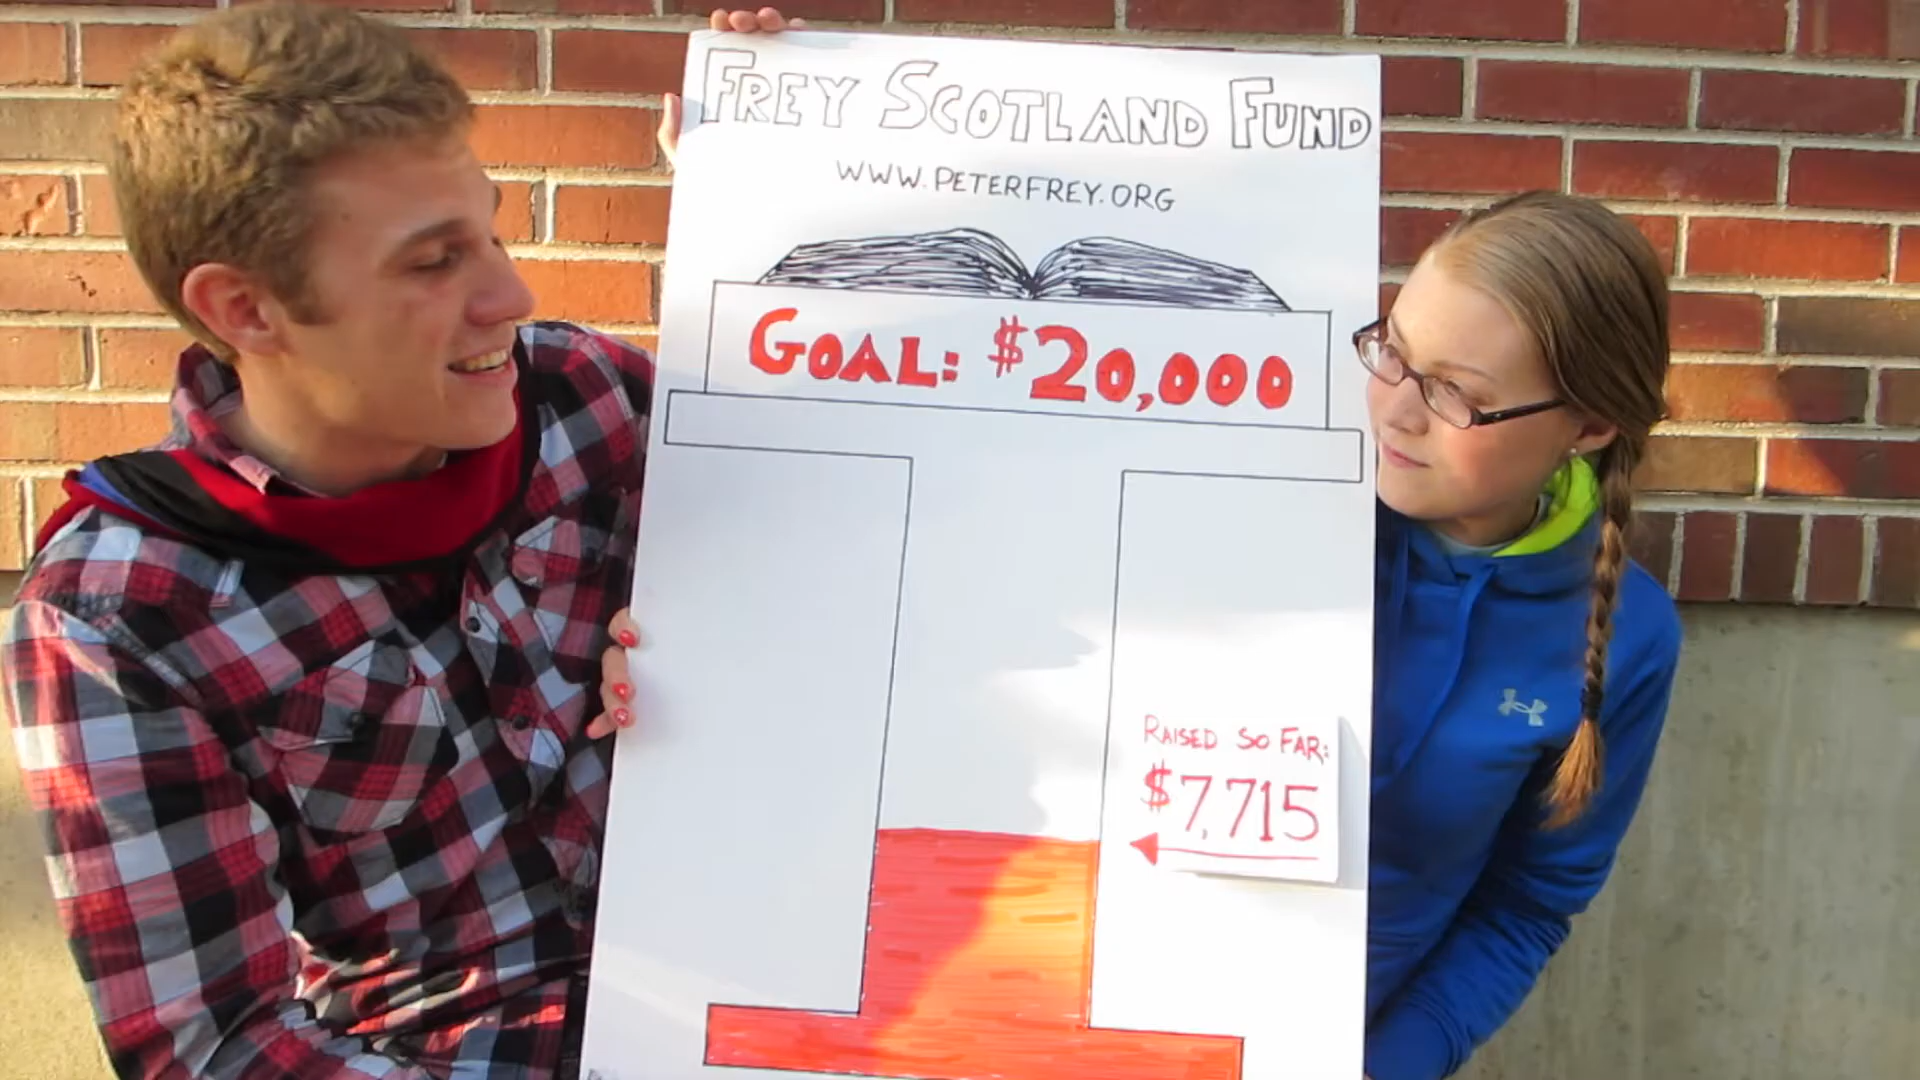 FREY SCOTLAND FUND
WWW.PETERFREY.ORG
GOAL: $20,000
RAISED SO FAR:
$7,715